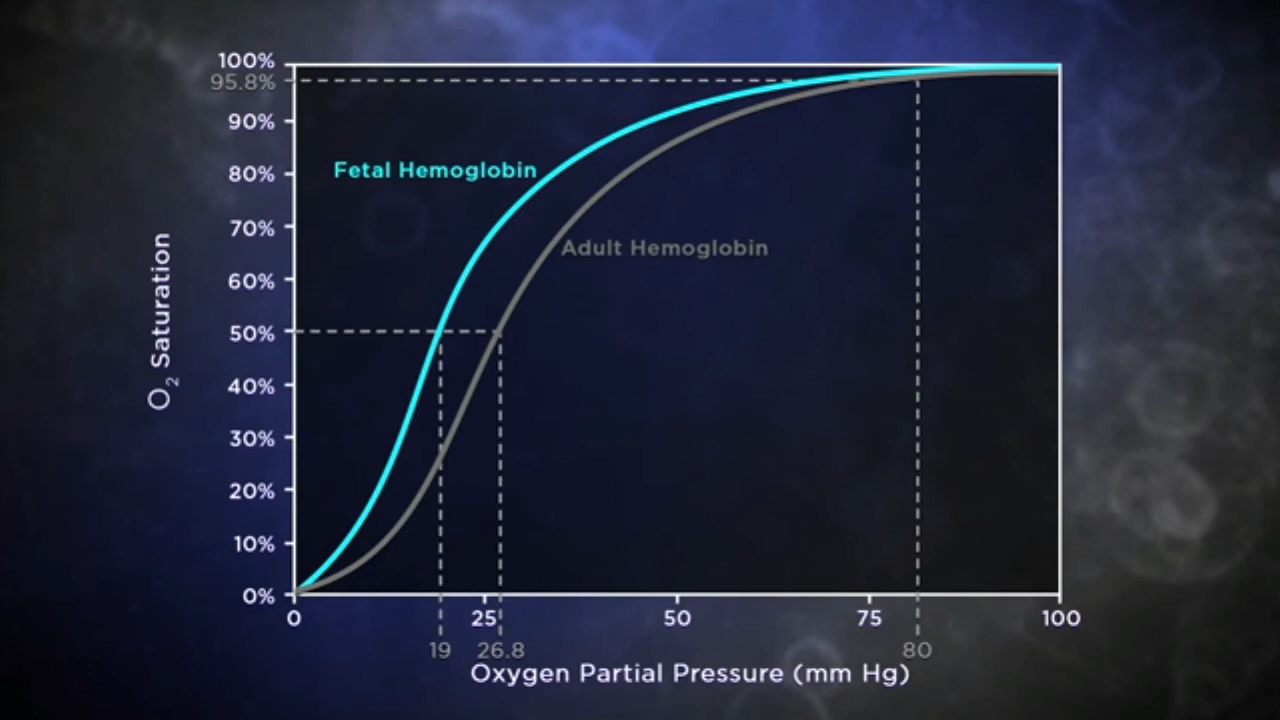 100%
95.8%
90%
80%
70%
60%
50%
40%
30%
20%
10%
0%
O₂ Saturation
Fetal Hemoglobin
Adult Hemoglobin
0 25 50 75 100
19 26.8 80
Oxygen Partial Pressure (mm Hg)